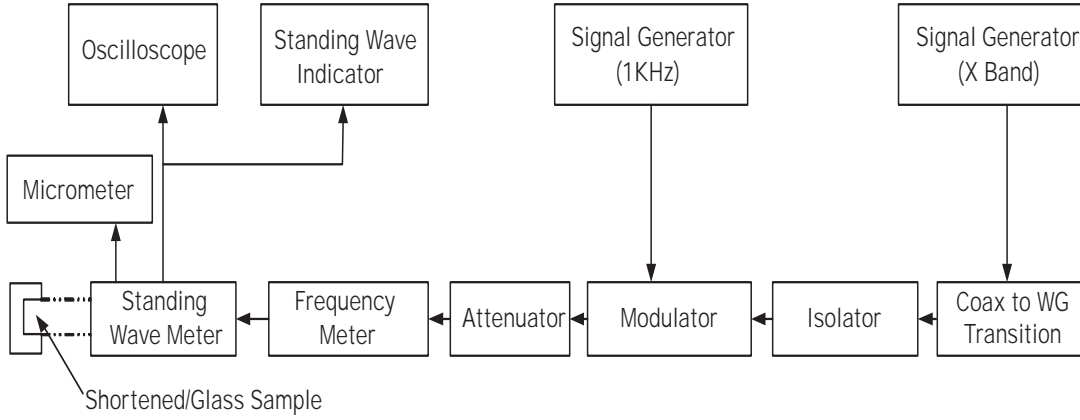 Oscilloscope
Standing Wave
Indicator
Signal Generator
(1KHz)
Signal Generator
(X Band)
Micrometer
Standing
Wave Meter
Frequency
Meter
Attenuator
Modulator
Isolator
Coax to WG
Transition
Shortened/Glass Sample